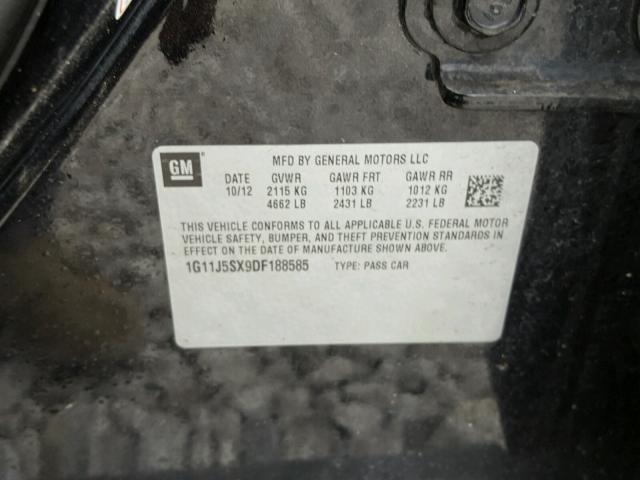 GM
MFD BY GENERAL MOTORS LLC
DATE GVWR GAWR FRT GAWR RR
10/12 2115 KG 1103 KG 1012 KG
4662 LB 2431 LB 2231 LB
THIS VEHICLE CONFORMS TO ALL APPLICABLE U.S. FEDERAL MOTOR
VEHICLE SAFETY, BUMPER, AND THEFT PREVENTION STANDARDS IN
EFFECT ON THE DATE OF MANUFACTURE SHOWN ABOVE.
1G11J5SX9DF188585 TYPE: PASS CAR